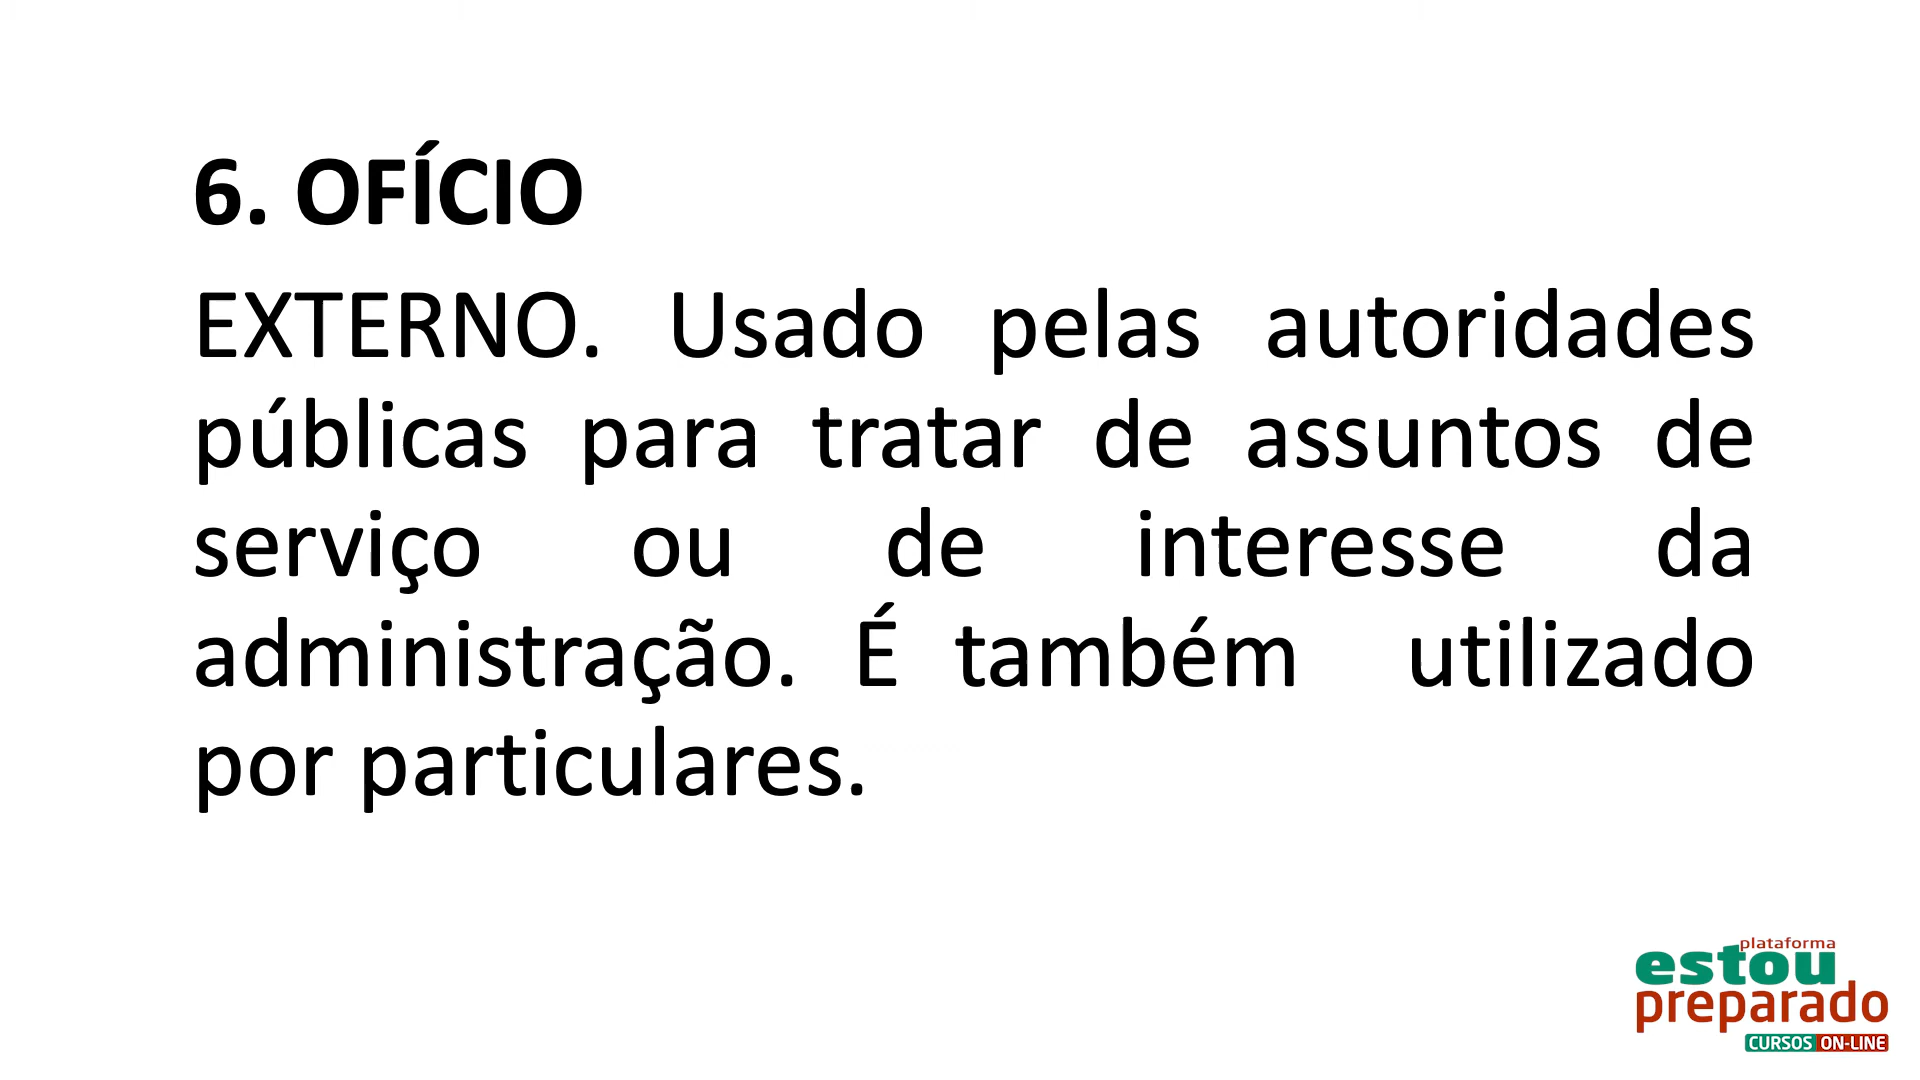 6. OFÍCIO
EXTERNO. Usado pelas autoridades
públicas para tratar de assuntos de
serviço ou de interesse da
administração. É também utilizado
por particulares.
plataforma
estou
preparado
CURSOS ON-LINE